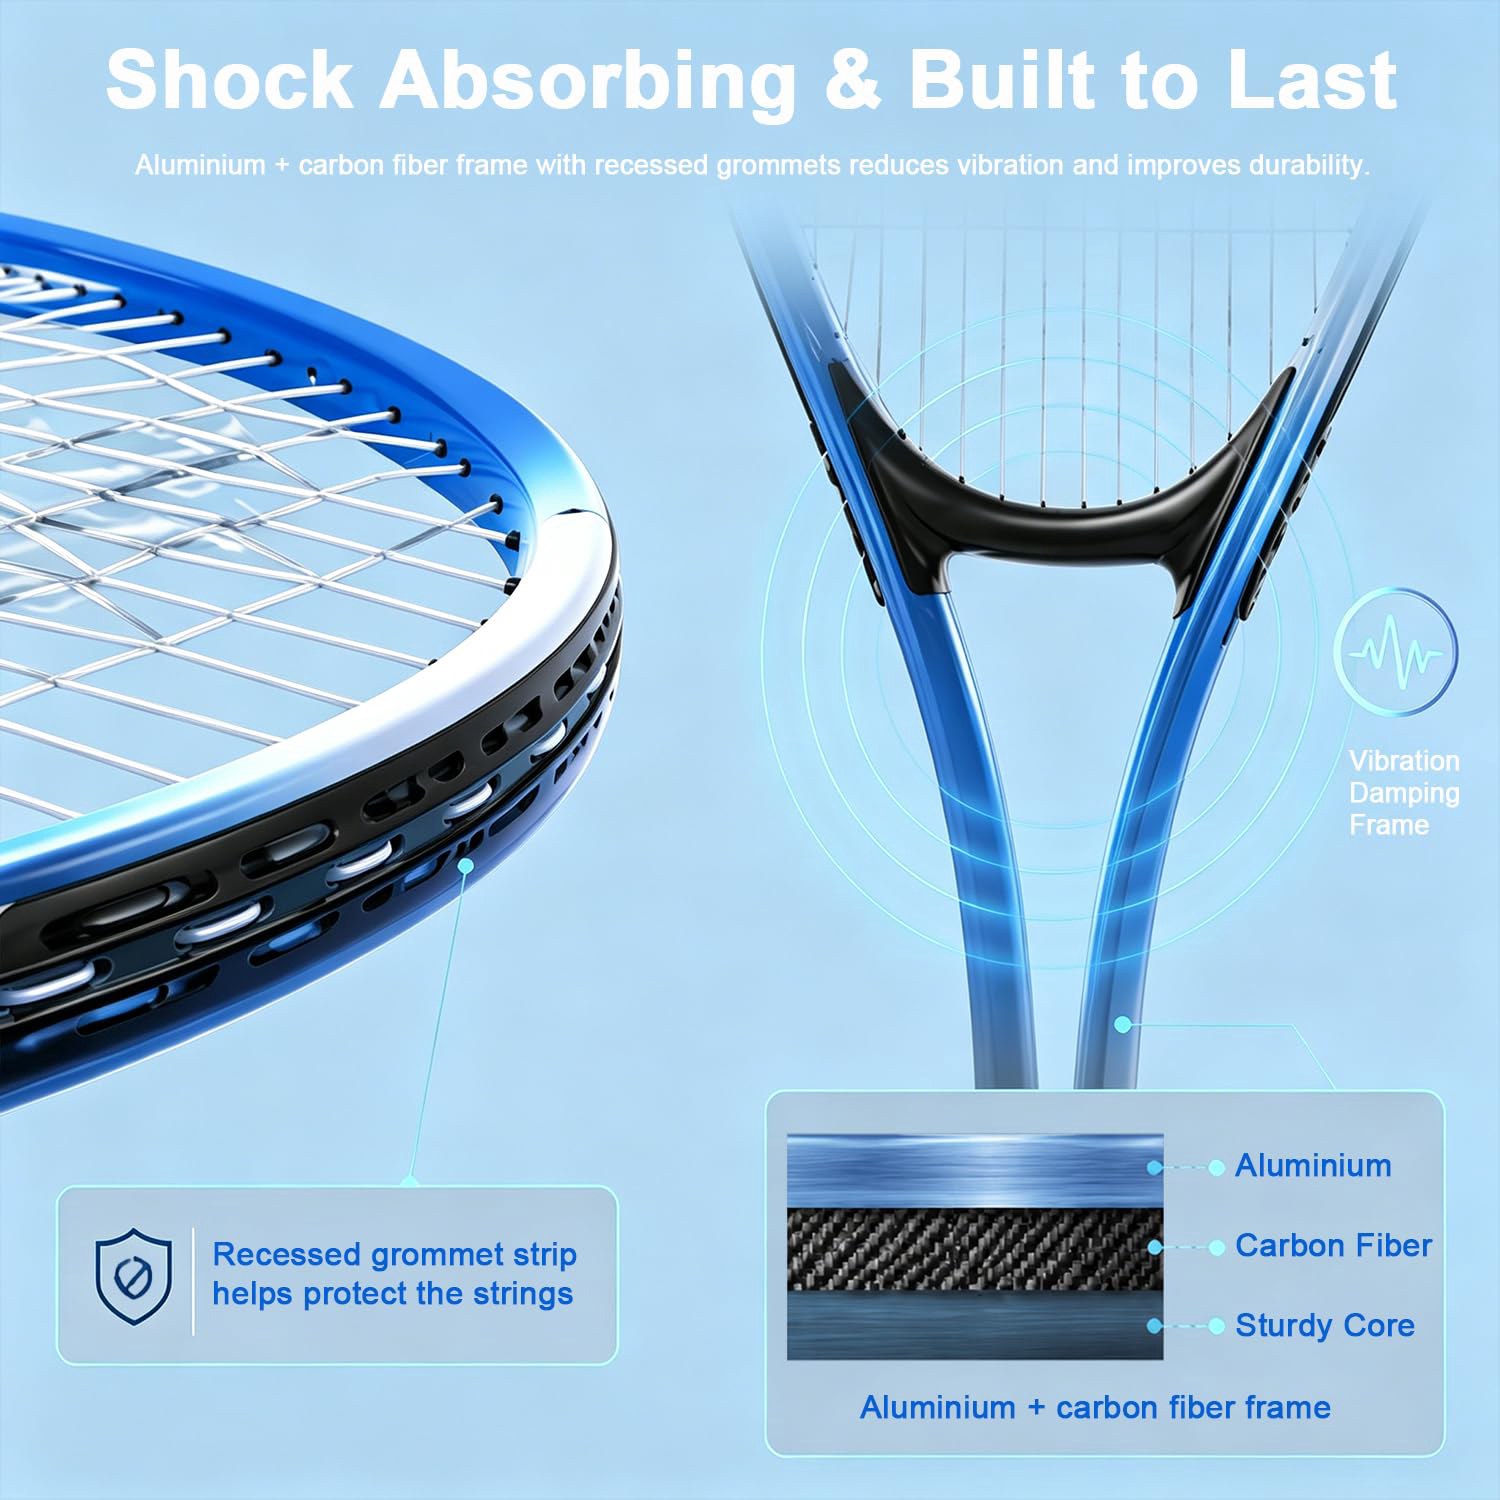 Shock Absorbing & Built to Last
Aluminium + carbon fiber frame with recessed grommets reduces vibration and improves durability.
Vibration
Damping
Frame
Recessed grommet strip
helps protect the strings
Aluminium
Carbon Fiber
Sturdy Core
Aluminium + carbon fiber frame